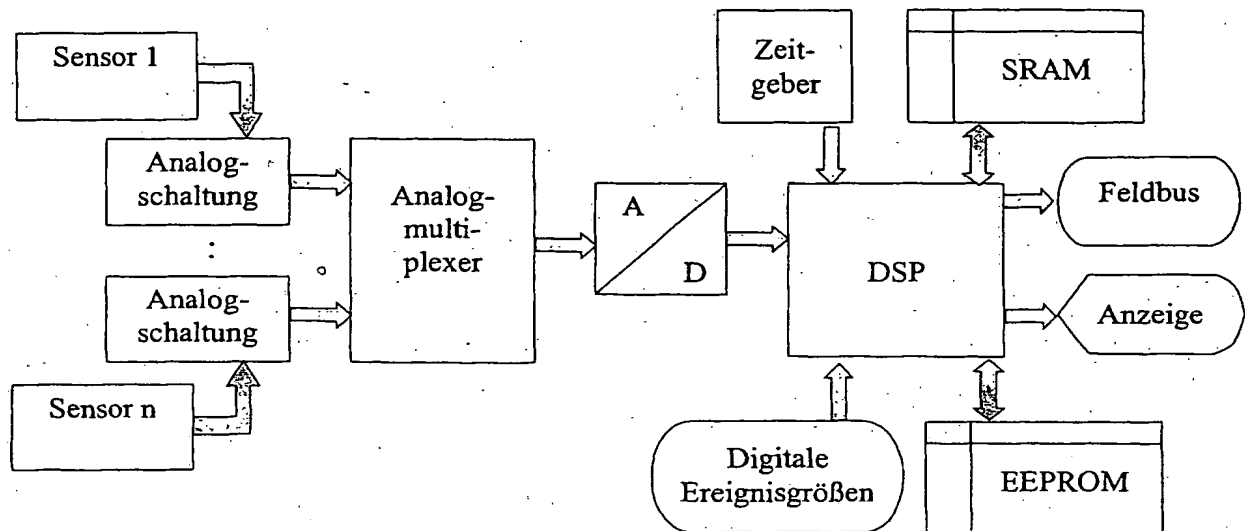 Sensor 1
Analog-
schaltung
:
Analog-
schaltung
Sensor n
Analog-
multi-
plexer
A
D
Zeit-
geber
SRAM
DSP
Feldbus
Anzeige
Digitale
Ereignisgrößen
EEPROM